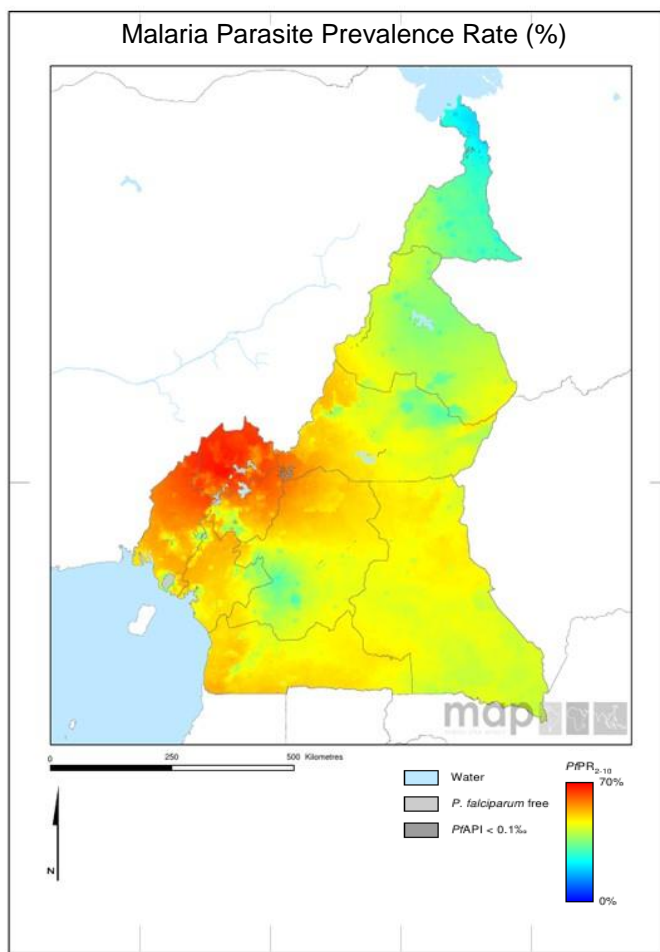 Malaria Parasite Prevalence Rate (%)
map
0 250 500 Kilometres
Water
P. falciparum free
PfAPI < 0.1‰
PfPR2-10
70%
0%
N